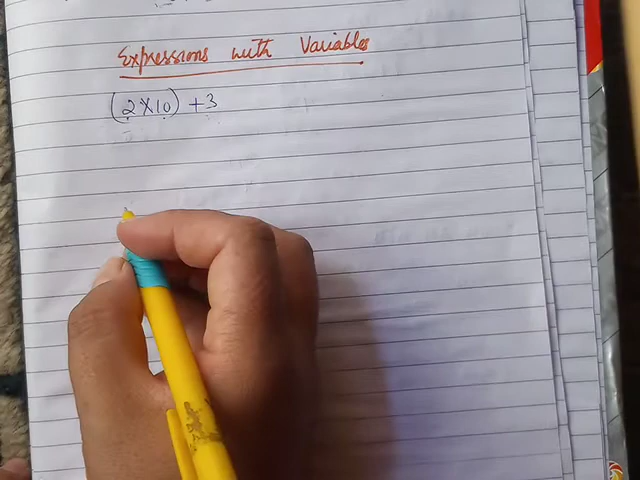 Expressions with Variables
(2×10) +3